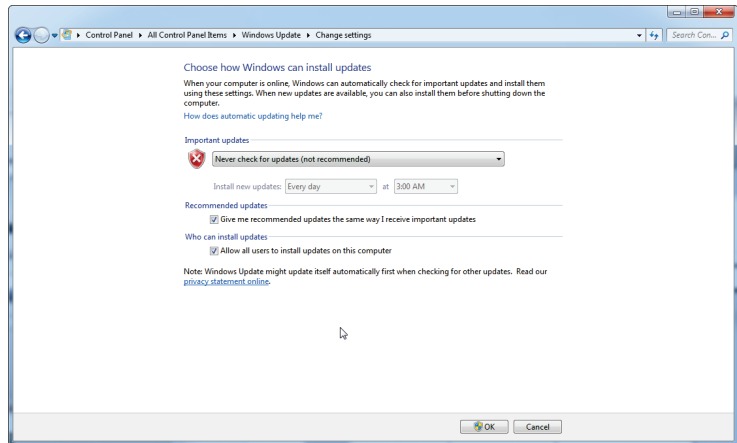 Control Panel ▸ All Control Panel Items ▸ Windows Update ▸ Change settings
Search Con...
Choose how Windows can install updates
When your computer is online, Windows can automatically check for important updates and install them
using these settings. When new updates are available, you can also install them before shutting down the
computer.
How does automatic updating help me?
Important updates
Never check for updates (not recommended)
Install new updates: Every day at 3:00 AM
Recommended updates
Give me recommended updates the same way I receive important updates
Who can install updates
Allow all users to install updates on this computer
Note: Windows Update might update itself automatically first when checking for other updates. Read our
privacy statement online.
OK Cancel